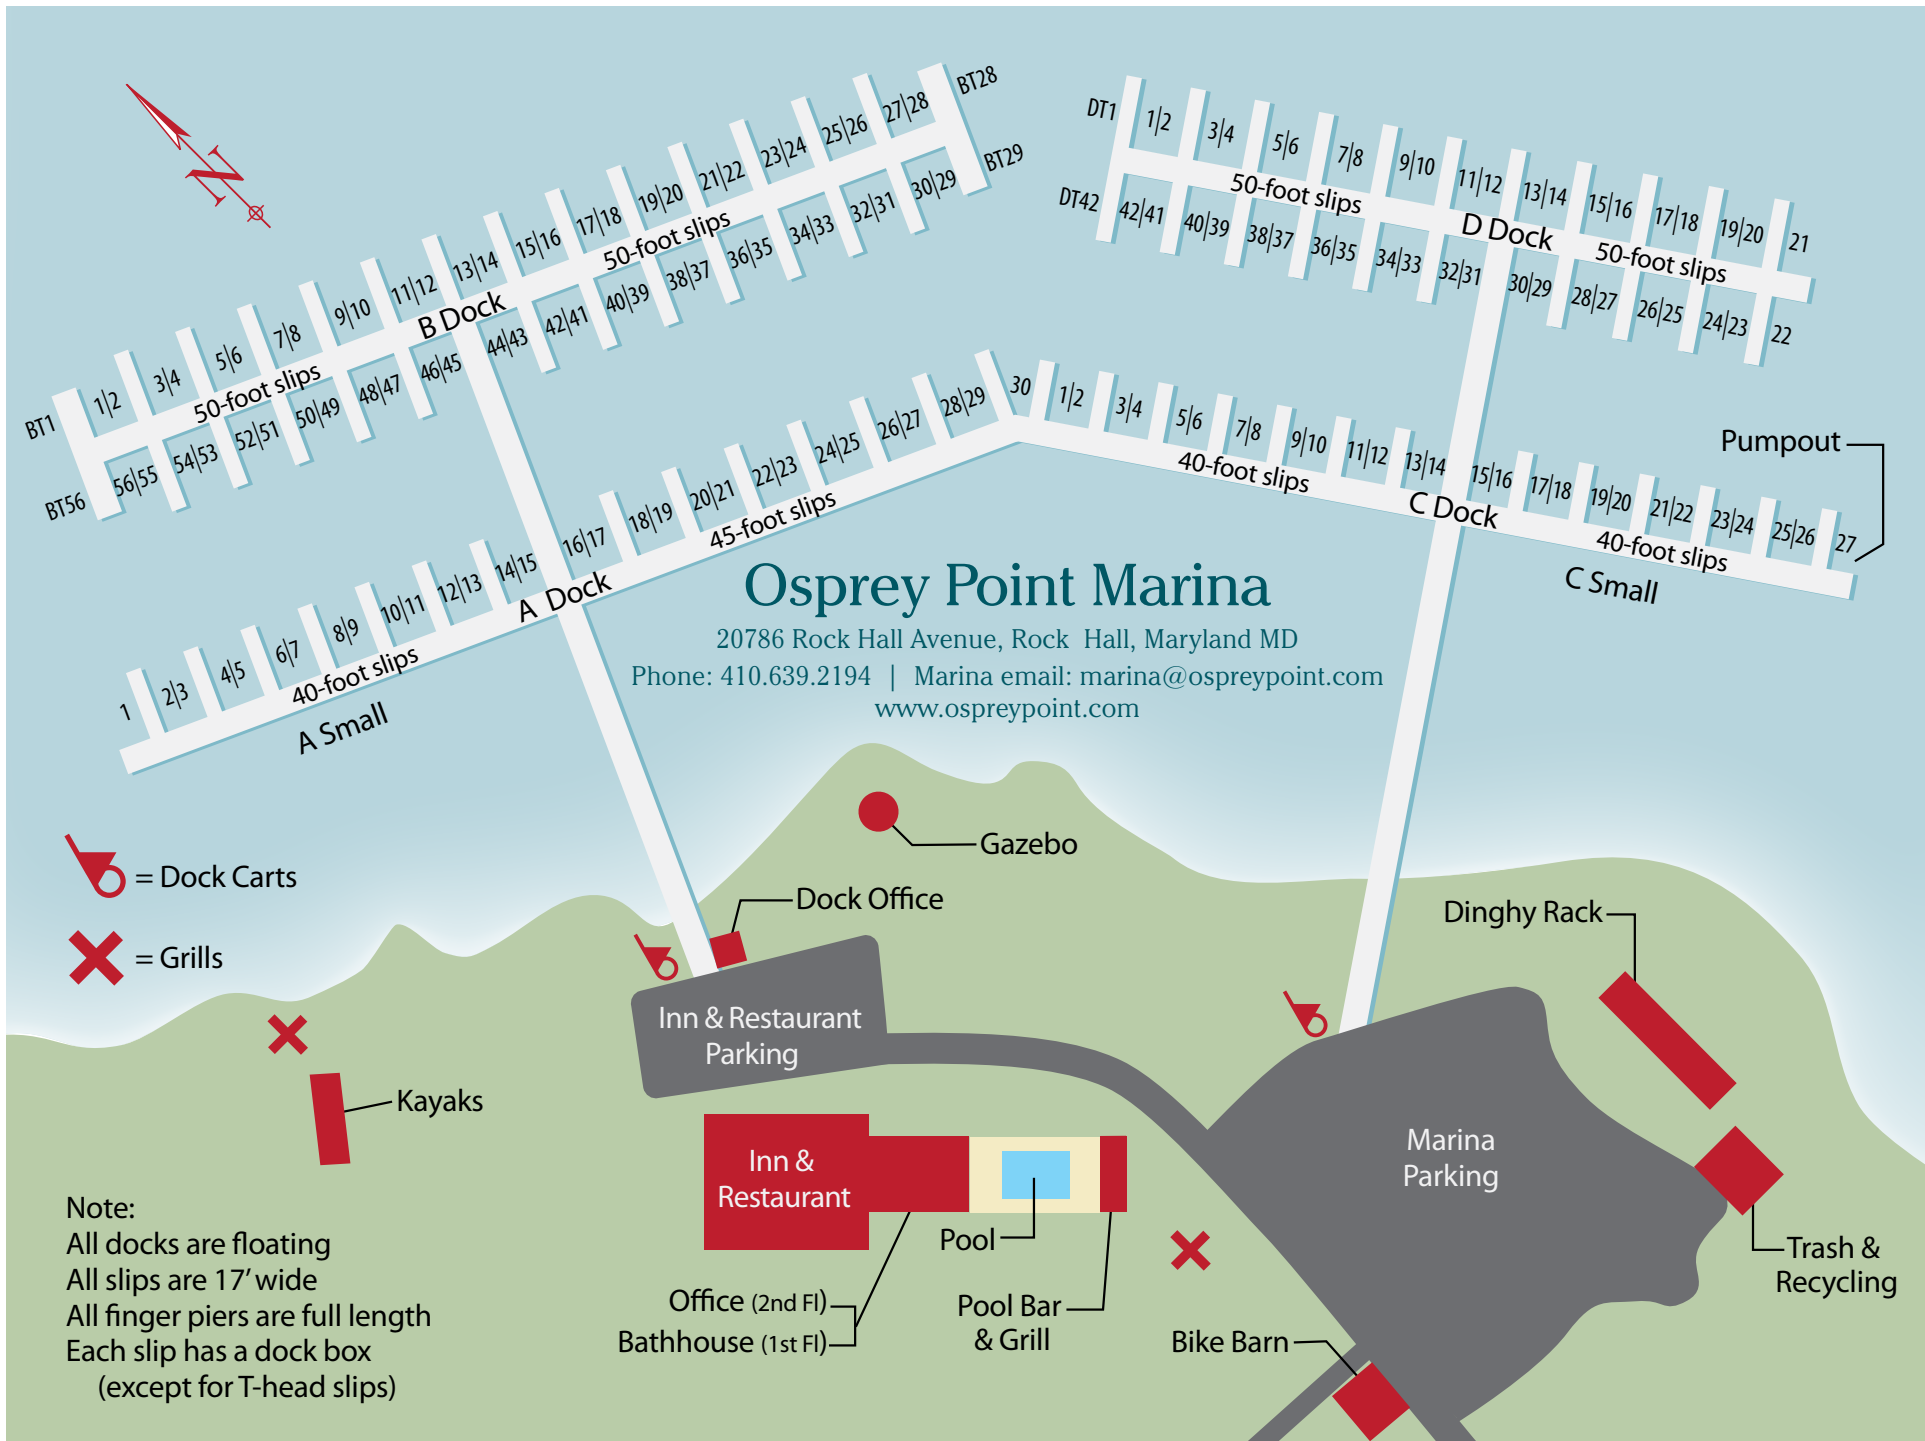 N
BT28
BT29
BT1
BT56
1|2
3|4
5|6
7|8
9|10
11|12
13|14
15|16
17|18
19|20
21|22
23|24
25|26
27|28
50-foot slips
B Dock
50-foot slips
56|55
54|53
52|51
50|49
48|47
46|45
44|43
42|41
40|39
38|37
36|35
34|33
32|31
30|29
DT1
DT42
1|2
3|4
5|6
7|8
9|10
11|12
13|14
15|16
17|18
19|20
21
50-foot slips
D Dock
50-foot slips
42|41
40|39
38|37
36|35
34|33
32|31
30|29
28|27
26|25
24|23
22
1
2|3
4|5
6|7
8|9
10|11
12|13
14|15
16|17
18|19
20|21
22|23
24|25
26|27
28|29
30
40-foot slips
A Dock
45-foot slips
A Small
1|2
3|4
5|6
7|8
9|10
11|12
13|14
15|16
17|18
19|20
21|22
23|24
25|26
27
40-foot slips
C Dock
40-foot slips
C Small
Pumpout
Osprey Point Marina
20786 Rock Hall Avenue, Rock Hall, Maryland MD
Phone: 410.639.2194 | Marina email: marina@ospreypoint.com
www.ospreypoint.com
= Dock Carts
= Grills
Gazebo
Dock Office
Dinghy Rack
Inn & Restaurant
Parking
Kayaks
Marina
Parking
Inn &
Restaurant
Pool
Office (2nd Fl)
Bathhouse (1st Fl)
Pool Bar
& Grill
Bike Barn
Trash &
Recycling
Note:
All docks are floating
All slips are 17’ wide
All finger piers are full length
Each slip has a dock box
(except for T-head slips)